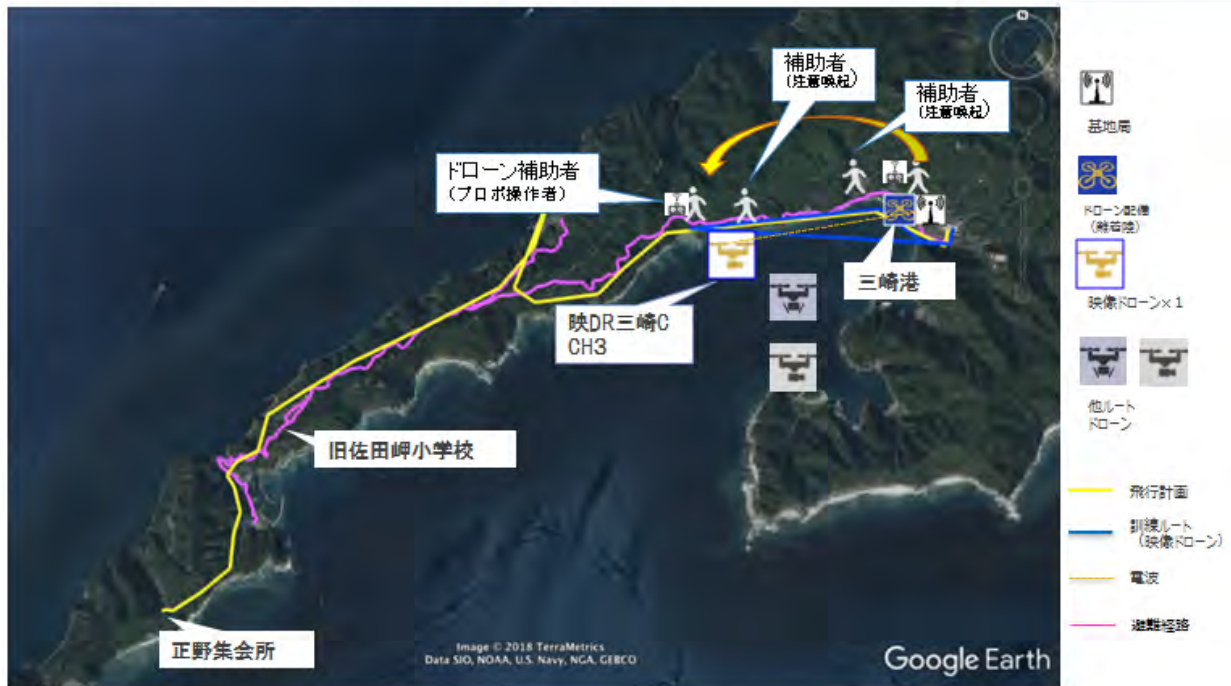 補助者
(注意喚起)
補助者
(注意喚起)
ドローン補助者
(プロポ操作者)
三崎港
映DR三崎C
CH3
旧佐田岬小学校
正野集会所
Image © 2018 TerraMetrics
Data SIO, NOAA, U.S. Navy, NGA, GEBCO
Google Earth
N
基地局
ドローン配備
(離着陸)
映像ドローン×1
他ルート
ドローン
飛行計画
訓練ルート
(映像ドローン)
電波
避難経路